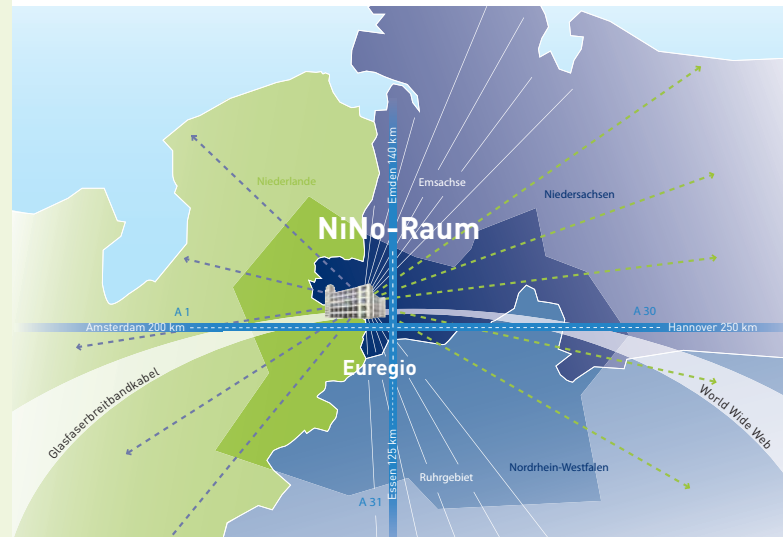 Niederlande
Emden 140 km
Emsachse
Niedersachsen
NiNo-Raum
A 1
A 30
Amsterdam 200 km
Hannover 250 km
Euregio
Glasfaserbreitbandkabel
World Wide Web
Essen 125 km
Ruhrgebiet
Nordrhein-Westfalen
A 31